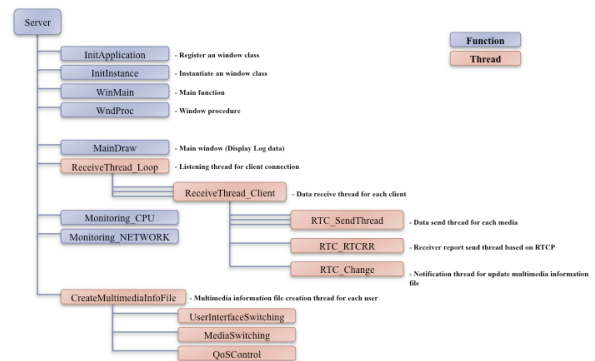 Server
Function
Thread
InitApplication - Register an window class
InitInstance - Instantiate an window class
WinMain - Main function
WndProc - Window procedure
MainDraw - Main window (Display Log data)
ReceiveThread_Loop - Listening thread for client connection
ReceiveThread_Client - Data receive thread for each client
Monitoring_CPU
RTC_SendThread - Data send thread for each media
Monitoring_NETWORK
RTC_RTCRR - Receiver report send thread based on RTCP
RTC_Change - Notification thread for update multimedia information
file
CreateMultimediaInfoFile - Multimedia information file creation thread for each user
UserInterfaceSwitching
MediaSwitching
QoSControl